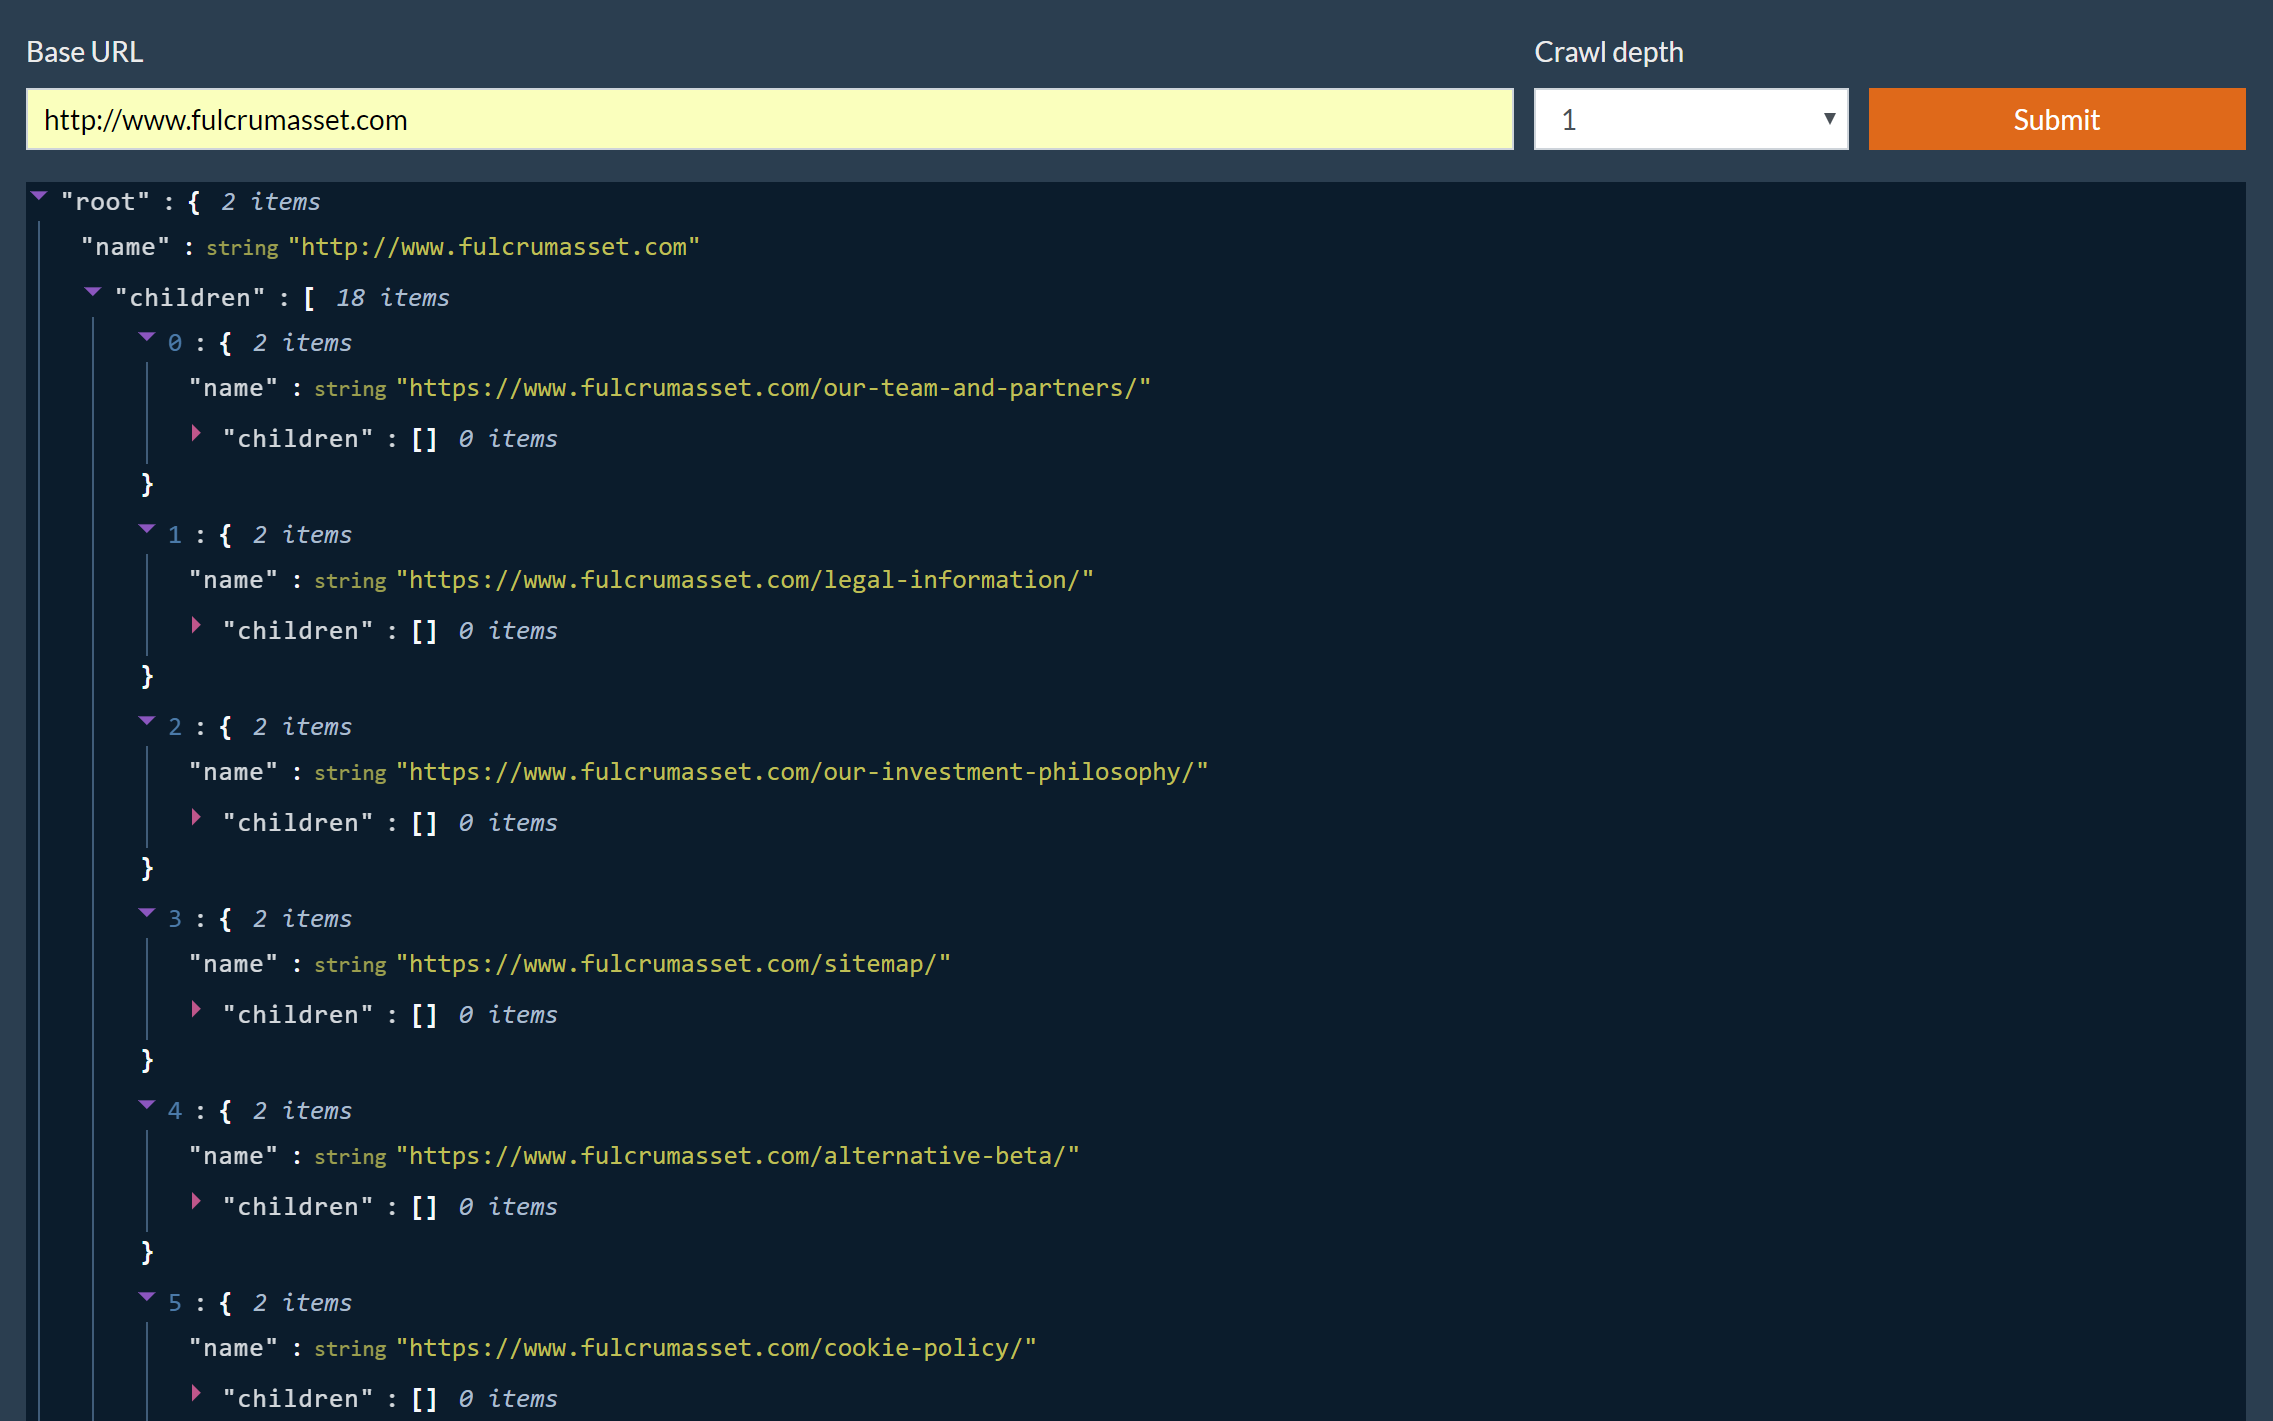 Base URL
Crawl depth
http://www.fulcrumasset.com
1
Submit
"root" : { 2 items
"name" : string "http://www.fulcrumasset.com"
"children" : [ 18 items
0 : { 2 items
"name" : string "https://www.fulcrumasset.com/our-team-and-partners/"
"children" : [] 0 items
}
1 : { 2 items
"name" : string "https://www.fulcrumasset.com/legal-information/"
"children" : [] 0 items
}
2 : { 2 items
"name" : string "https://www.fulcrumasset.com/our-investment-philosophy/"
"children" : [] 0 items
}
3 : { 2 items
"name" : string "https://www.fulcrumasset.com/sitemap/"
"children" : [] 0 items
}
4 : { 2 items
"name" : string "https://www.fulcrumasset.com/alternative-beta/"
"children" : [] 0 items
}
5 : { 2 items
"name" : string "https://www.fulcrumasset.com/cookie-policy/"
"children" : [] 0 items